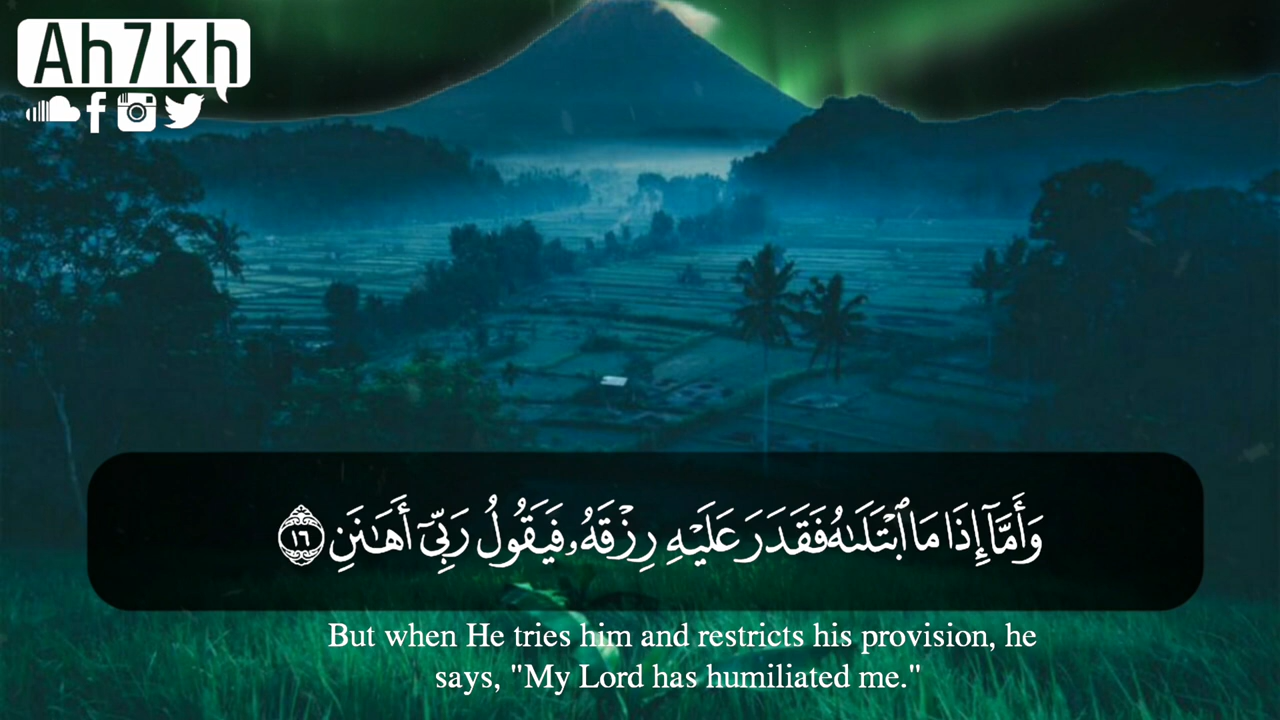 Ah7kh
وَأَمَّآ إِذَا مَا ٱبْتَلَىٰهُ فَقَدَرَ عَلَيْهِ رِزْقَهُۥ فَيَقُولُ رَبِّىٓ أَهَـٰنَنِ ١٦
But when He tries him and restricts his provision, he
says, "My Lord has humiliated me."